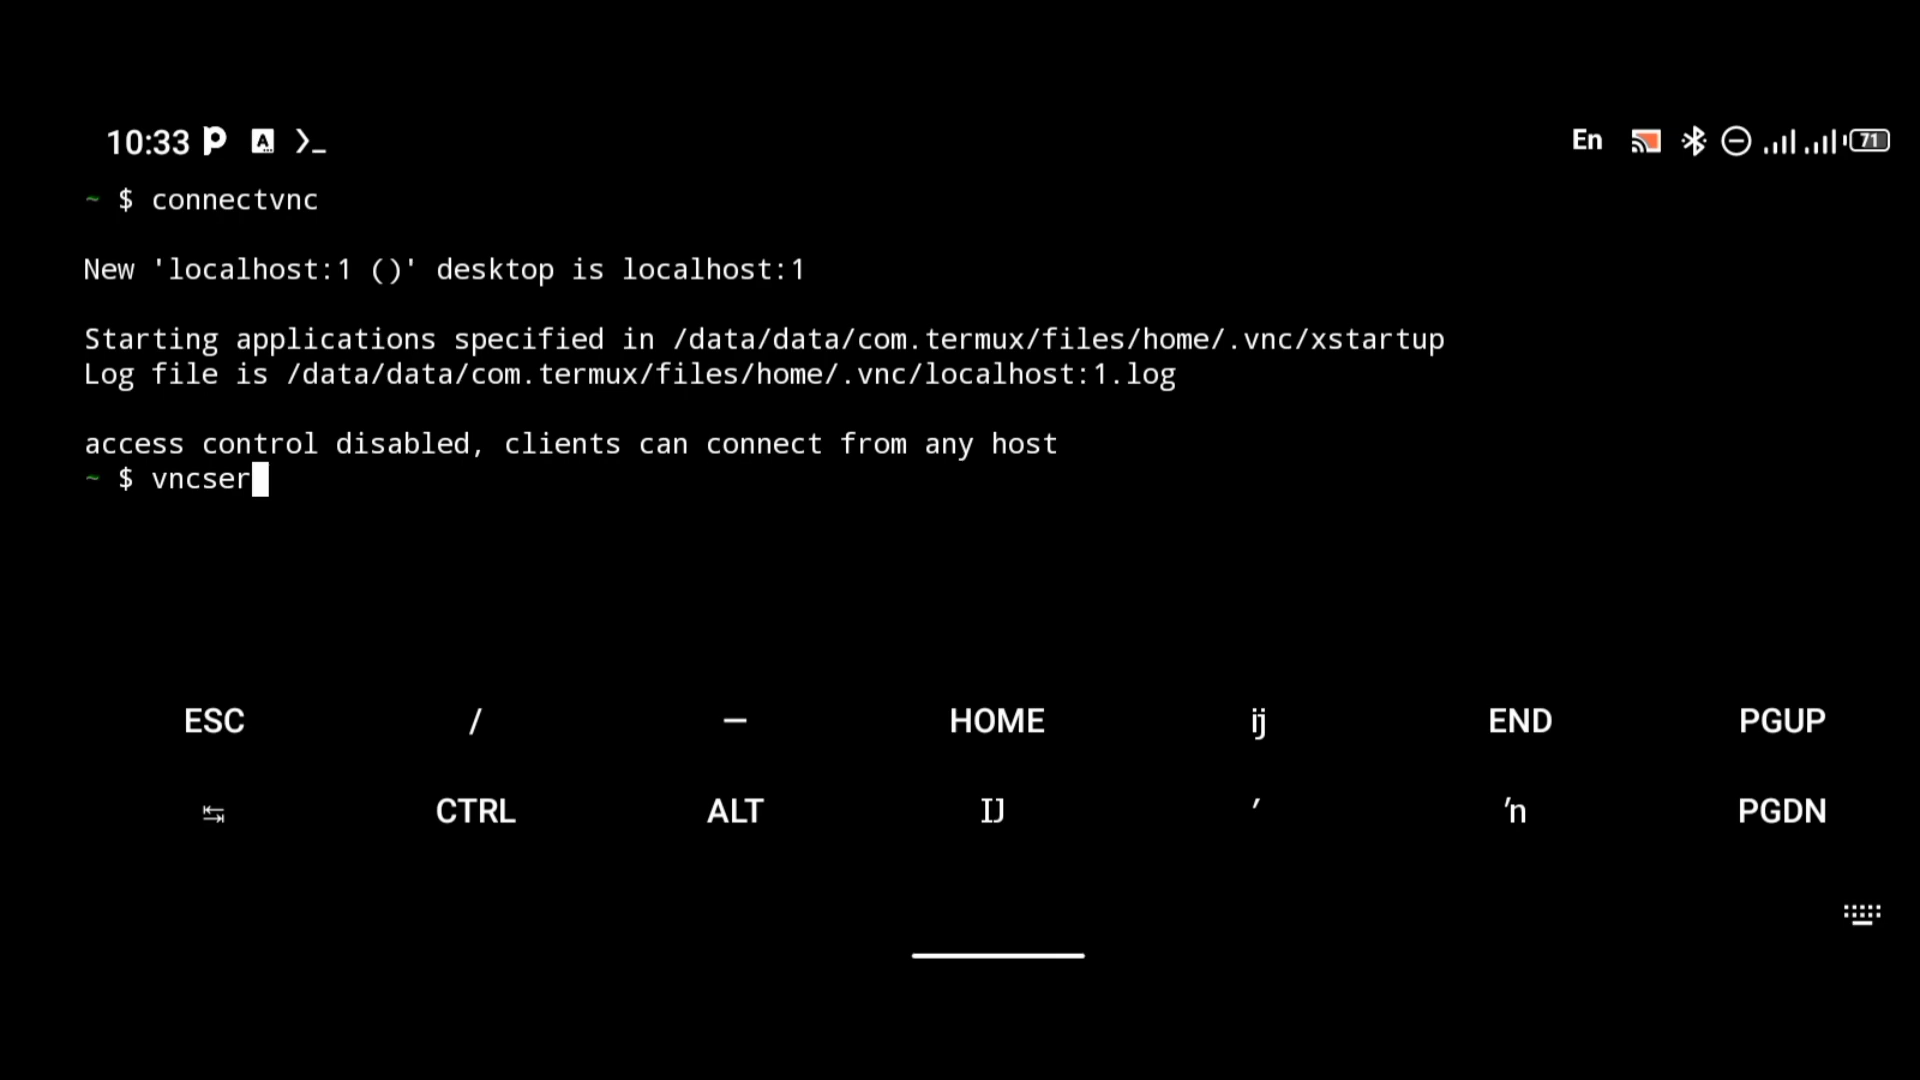 10:33
En 71
~ $ connectvnc
New 'localhost:1 ()' desktop is localhost:1
Starting applications specified in /data/data/com.termux/files/home/.vnc/xstartup
Log file is /data/data/com.termux/files/home/.vnc/localhost:1.log
access control disabled, clients can connect from any host
~ $ vncser
ESC / — HOME ĳ END PGUP
↹ CTRL ALT Ĳ ′ ŉ PGDN